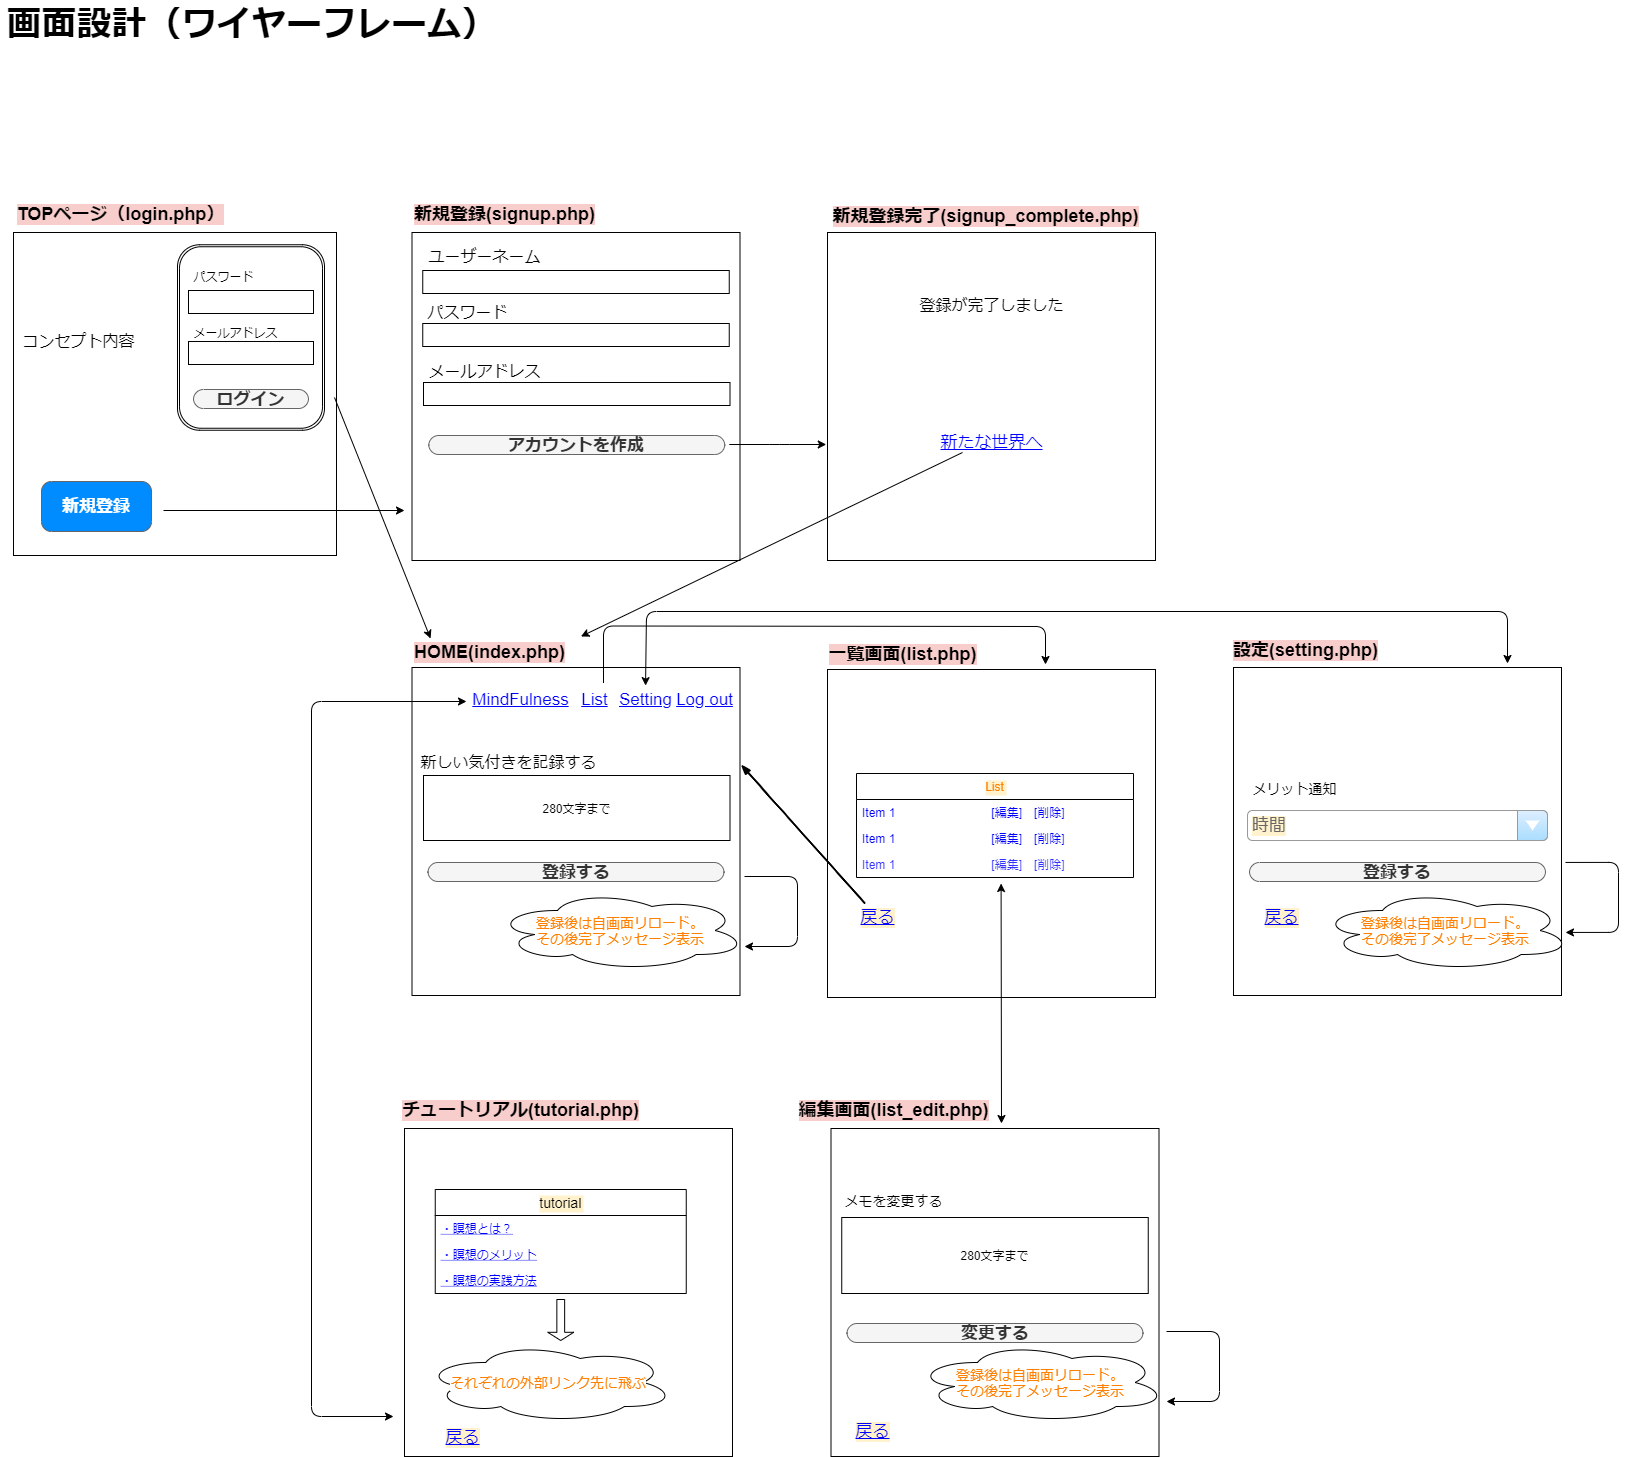 画面設計（ワイヤーフレーム）
TOPページ（login.php）
パスワード
メールアドレス
コンセプト内容
ログイン
新規登録
新規登録(signup.php)
ユーザーネーム
パスワード
メールアドレス
アカウントを作成
新規登録完了(signup_complete.php)
登録が完了しました
新たな世界へ
HOME(index.php)
MindFulness List Setting Log out
新しい気付きを記録する
280文字まで
登録する
登録後は自画面リロード。
その後完了メッセージ表示
一覧画面(list.php)
List
Item 1 [編集] [削除]
Item 1 [編集] [削除]
Item 1 [編集] [削除]
戻る
設定(setting.php)
メリット通知
時間
登録する
戻る
登録後は自画面リロード。
その後完了メッセージ表示
チュートリアル(tutorial.php)
tutorial
・瞑想とは？
・瞑想のメリット
・瞑想の実践方法
それぞれの外部リンク先に飛ぶ
戻る
編集画面(list_edit.php)
メモを変更する
280文字まで
変更する
登録後は自画面リロード。
その後完了メッセージ表示
戻る